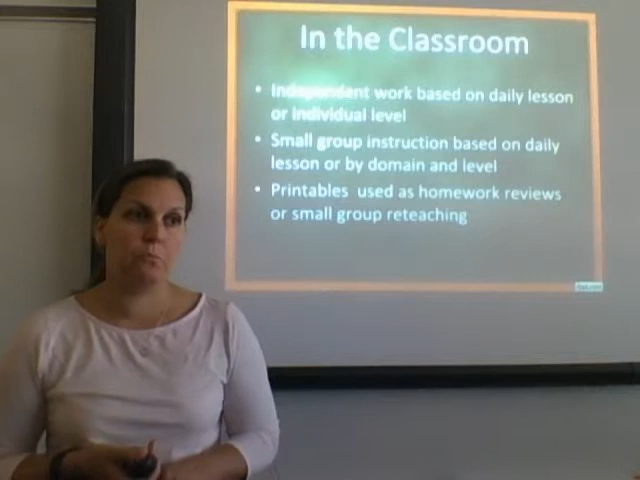 In the Classroom
• Independent work based on daily lesson
or individual level
• Small group instruction based on daily
lesson or by domain and level
• Printables used as homework reviews
or small group reteaching